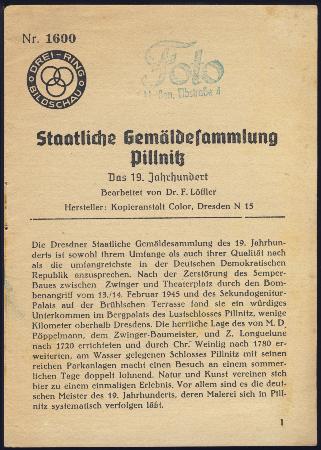 Nr. 1600
DREI-RING
BILDSCHAU
Foto
Elbstraße 4
Staatliche Gemäldesammlung
Pillnitz
Das 19. Jahrhundert
Bearbeitet von Dr. F. Löffler
Hersteller: Kopieranstalt Color, Dresden N 15
Die Dresdner Staatliche Gemäldesammlung des 19. Jahrhun-
derts ist sowohl ihrem Umfange als auch ihrer Qualität nach
als die umfangreichste in der Deutschen Demokratischen
Republik anzusprechen. Nach der Zerstörung des Semper-
Baues zwischen Zwinger und Theaterplatz durch den Bom-
benangriff vom 13./14. Februar 1945 und des Sekundogenitur-
Palais auf der Brühlschen Terrasse fand sie ein würdiges
Unterkommen im Bergpalais des Lustschlosses Pillnitz, wenige
Kilometer oberhalb Dresdens. Die herrliche Lage des von M. D.
Pöppelmann, dem Zwinger-Baumeister, und Z. Longuelune
nach 1720 errichteten und durch Chr. Weinlig nach 1780 er-
weiterten, am Wasser gelegenen Schlosses Pillnitz mit seinen
reichen Parkanlagen macht einen Besuch an einem sommer-
lichen Tage doppelt lohnend. Natur und Kunst vereinen sich
hier zu einem einmaligen Erlebnis. Vor allem sind es die deut-
schen Meister des 19. Jahrhunderts, deren Malerei sich in Pill-
nitz systematisch verfolgen läßt.
1